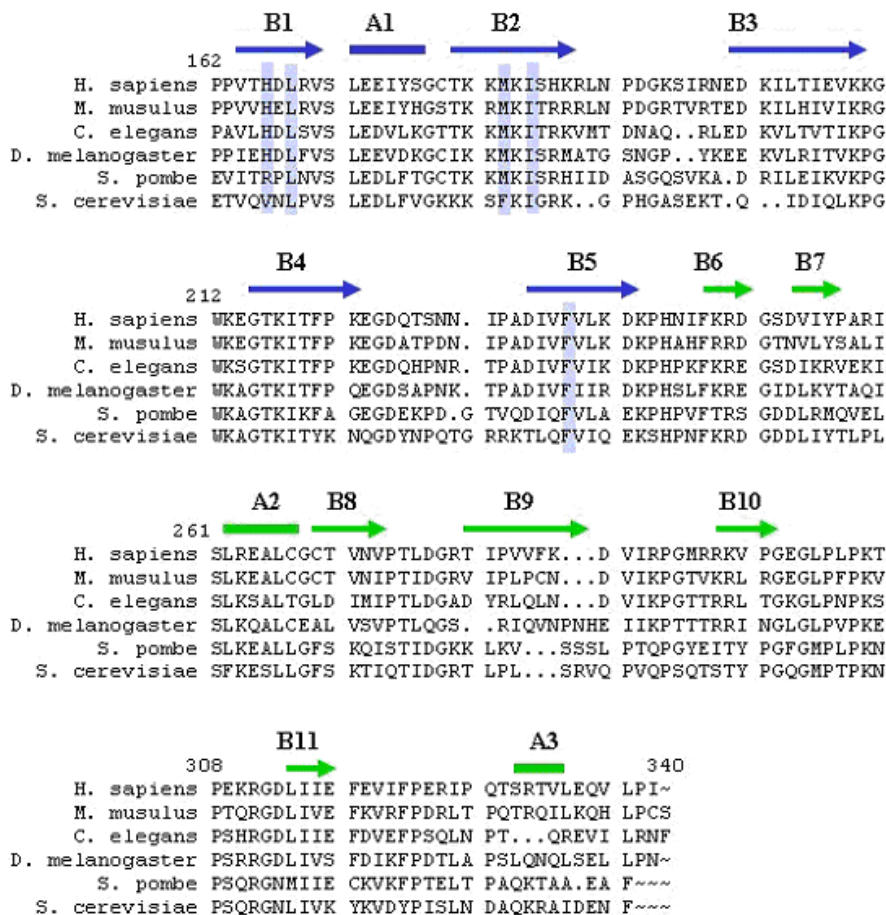 B1 A1 B2 B3
162
H. sapiens PPVTHDLRVS LEEIYSGCTK KMKISHKRLN PDGKSIRNED KILTIEVKKG
M. musulus PPVVHELRVS LEEIYHGSTK RMKITRRRLN PDGRTVRTED KILHIVIKRG
C. elegans PAVLHDLSVS LEDVLKGTTK KMKITRKVMT DNAQ..RLED KVLTVTIKPG
D. melanogaster PPIEHDLFVS LEEVDKGCIK KMKISRMATG SNGP..YKEE KVLRITVKPG
S. pombe EVITRPLNVS LEDLFTGCTK KMKISRHIID ASGQSVKA.D RILEIKVKPG
S. cerevisiae ETVQVNLPVS LEDLFVGKKK SFKIGRK..G PHGASEKT.Q ..IDIQLKPG
B4 B5 B6 B7
212
H. sapiens WKEGTKITFP KEGDQTSNN. IPADIVFVLK DKPHNIFKRD GSDVIYPARI
M. musulus WKEGTKITFP KEGDATPDN. IPADIVFVLK DKPHAHFRRD GTNVLYSALI
C. elegans WKSGTKITFP KEGDQHPNR. TPADIVFVIK DKPHPKFKRE GSDIKRVEKI
D. melanogaster WKAGTKITFP QEGDSAPNK. TPADIVFIIR DKPHSLFKRE GIDLKYTAQI
S. pombe WKAGTKIKFA GEGDEKPD.G TVQDIQFVLA EKPHPVFTRS GDDLRMQVEL
S. cerevisiae WKAGTKITYK NQGDYNPQTG RRKTLQFVIQ EKSHPNFKRD GDDLIYTLPL
A2 B8 B9 B10
261
H. sapiens SLREALCGCT VNVPTLDGRT IPVVFK...D VIRPGMRRKV PGEGLPLPKT
M. musulus SLKEALCGCT VNIPTIDGRV IPLPCN...D VIKPGTVKRL RGEGLPFPKV
C. elegans SLKSALTGLD IMIPTLDGAD YRLQLN...D VIKPGTTRRL TGKGLPNPKS
D. melanogaster SLKQALCEAL VSVPTLQGS. .RIQVNPNHE IIKPTTTRRI NGLGLPVPKE
S. pombe SLKEALLGFS KQISTIDGKK LKV...SSSL PTQPGYEITY PGFGMPLPKN
S. cerevisiae SFKESLLGFS KTIQTIDGRT LPL...SRVQ PVQPSQTSTY PGQGMPTPKN
B11 A3
308 340
H. sapiens PEKRGDLIIE FEVIFPERIP QTSRTVLEQV LPI~
M. musulus PTQRGDLIVE FKVRFPDRLT PQTRQILKQH LPCS
C. elegans PSHRGDLIIE FDVEFPSQLN PT...QREVI LRNF
D. melanogaster PSRRGDLIVS FDIKFPDTLA PSLQNQLSEL LPN~
S. pombe PSQRGNMIIE CKVKFPTELT PAQKTAA.EA F~~~
S. cerevisiae PSQRGNLIVK YKVDYPISLN DAQKRAIDEN F~~~